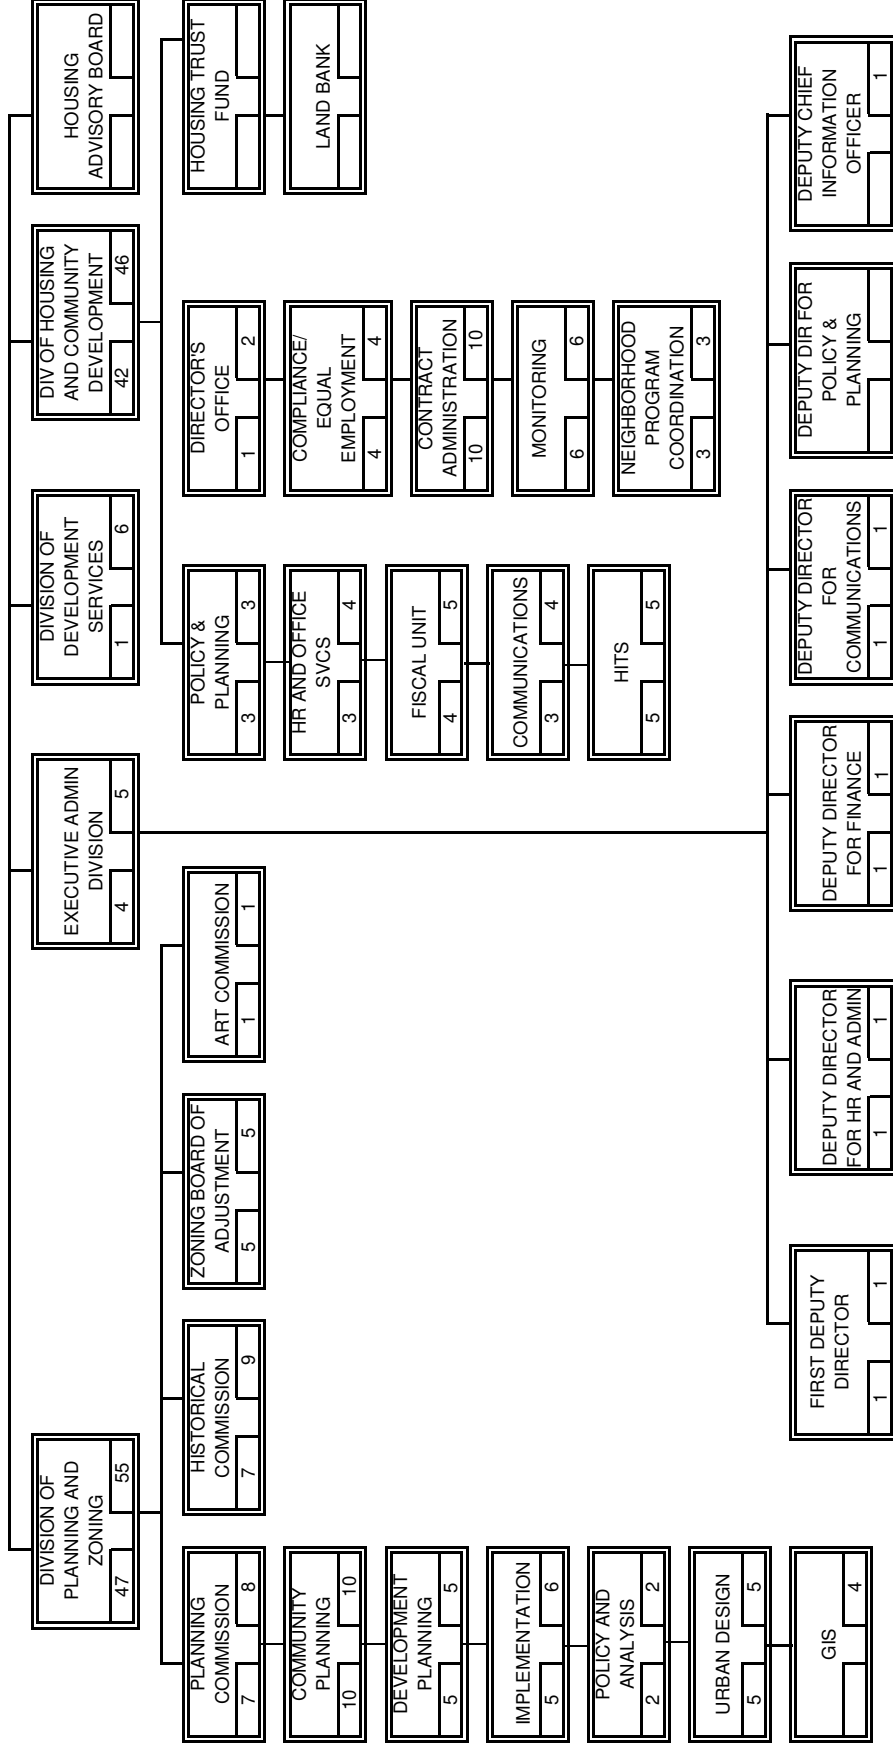 DIVISION OF
PLANNING AND
ZONING
47 55
EXECUTIVE ADMIN
DIVISION
4 5
DIVISION OF
DEVELOPMENT
SERVICES
1 6
DIV OF HOUSING
AND COMMUNITY
DEVELOPMENT
42 46
HOUSING
ADVISORY BOARD
PLANNING
COMMISSION
7 8
HISTORICAL
COMMISSION
7 9
ZONING BOARD OF
ADJUSTMENT
5 5
ART COMMISSION
1 1
POLICY &
PLANNING
3 3
DIRECTOR'S
OFFICE
1 2
HOUSING TRUST
FUND
COMMUNITY
PLANNING
10 10
HR AND OFFICE
SVCS
3 4
COMPLIANCE/
EQUAL
EMPLOYMENT
4 4
LAND BANK
DEVELOPMENT
PLANNING
5 5
FISCAL UNIT
4 5
CONTRACT
ADMINISTRATION
10 10
IMPLEMENTATION
5 6
COMMUNICATIONS
3 4
MONITORING
6 6
POLICY AND
ANALYSIS
2 2
HITS
5 5
NEIGHBORHOOD
PROGRAM
COORDINATION
3 3
URBAN DESIGN
5 5
GIS
4
FIRST DEPUTY
DIRECTOR
1 1
DEPUTY DIRECTOR
FOR HR AND ADMIN
1 1
DEPUTY DIRECTOR
FOR FINANCE
1 1
DEPUTY DIRECTOR
FOR
COMMUNICATIONS
1 1
DEPUTY DIR FOR
POLICY &
PLANNING
DEPUTY CHIEF
INFORMATION
OFFICER
1